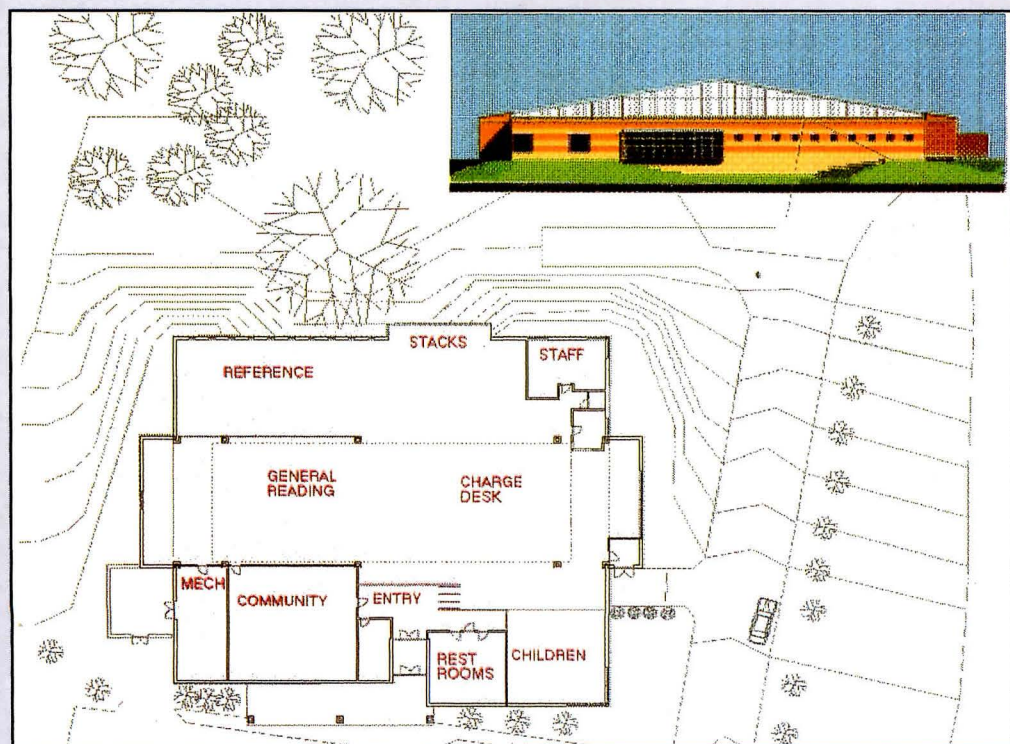 STACKS
STAFF
REFERENCE
GENERAL
READING
CHARGE
DESK
MECH
COMMUNITY
ENTRY
REST
ROOMS
CHILDREN